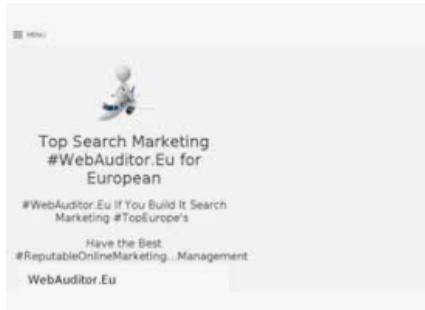 MENU
Top Search Marketing
#WebAuditor.Eu for
European
#WebAuditor.Eu If You Build It Search
Marketing #TopEurope's
Have the Best
#ReputableOnlineMarketing...Management
WebAuditor.Eu